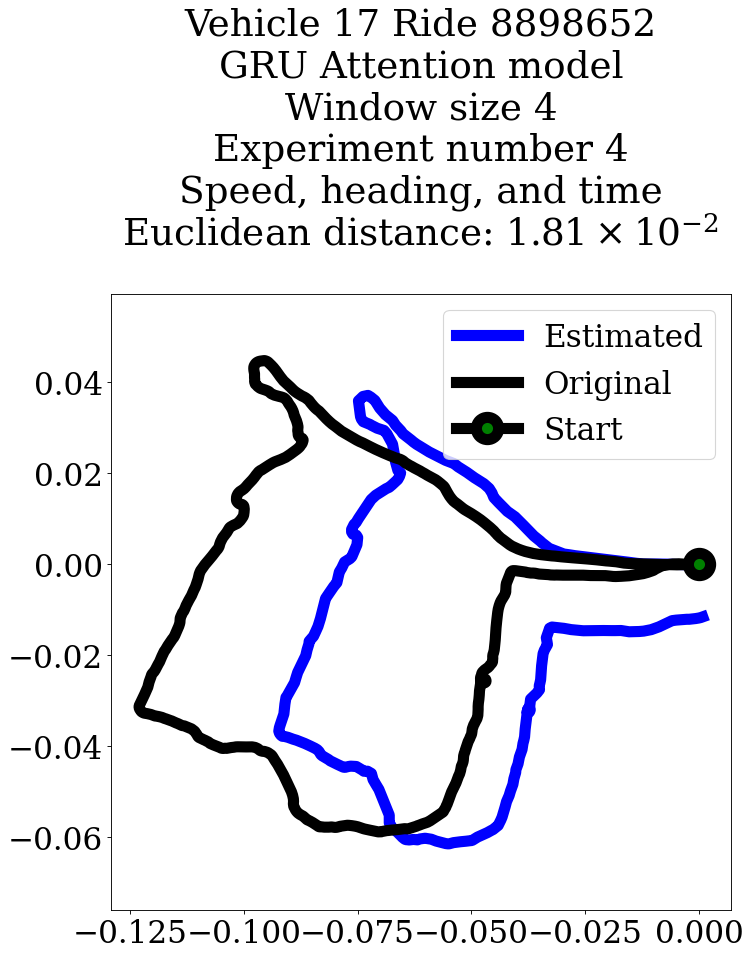 Vehicle 17 Ride 8898652
GRU Attention model
Window size 4
Experiment number 4
Speed, heading, and time
Euclidean distance: 1.81 × 10⁻²
Estimated
Original
Start
0.04
0.02
0.00
−0.02
−0.04
−0.06
−0.125 −0.100 −0.075 −0.050 −0.025 0.000